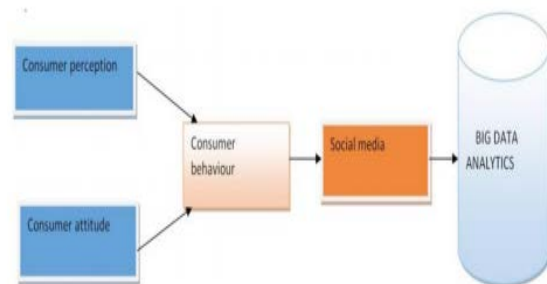 Consumer perception
Consumer
behaviour
Social media
BIG DATA
ANALYTICS
Consumer attitude